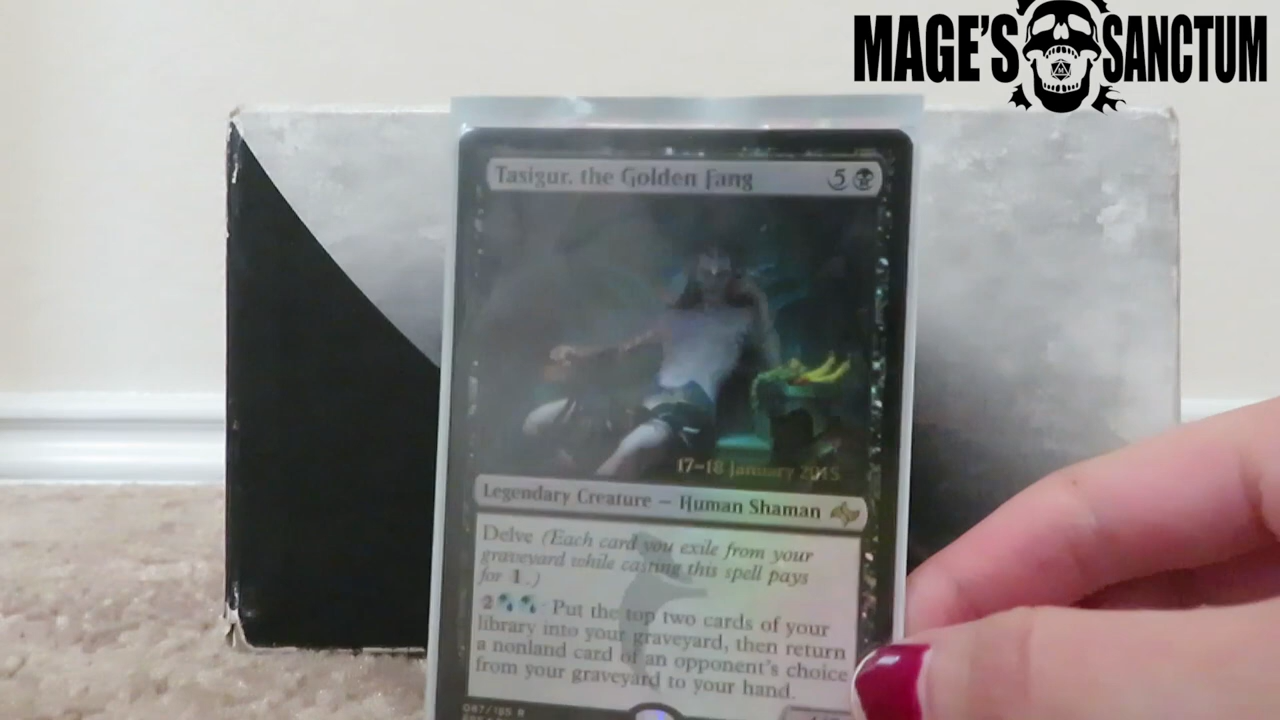 MAGE'S SANCTUM
Tasigur, the Golden Fang 5
17-18 January 2015
Legendary Creature — Human Shaman
Delve (Each card you exile from your
graveyard while casting this spell pays
for 1.)
2 : Put the top two cards of your
library into your graveyard, then return
a nonland card of an opponent's choice
from your graveyard to your hand.
087/185 R